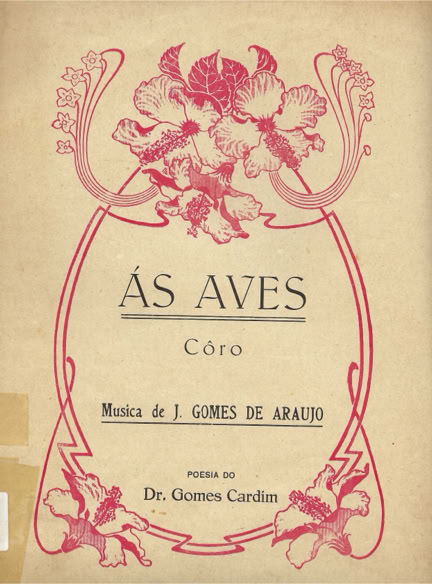 ÁS AVES
Côro
Musica de J. GOMES DE ARAUJO
POESIA DO
Dr. Gomes Cardim